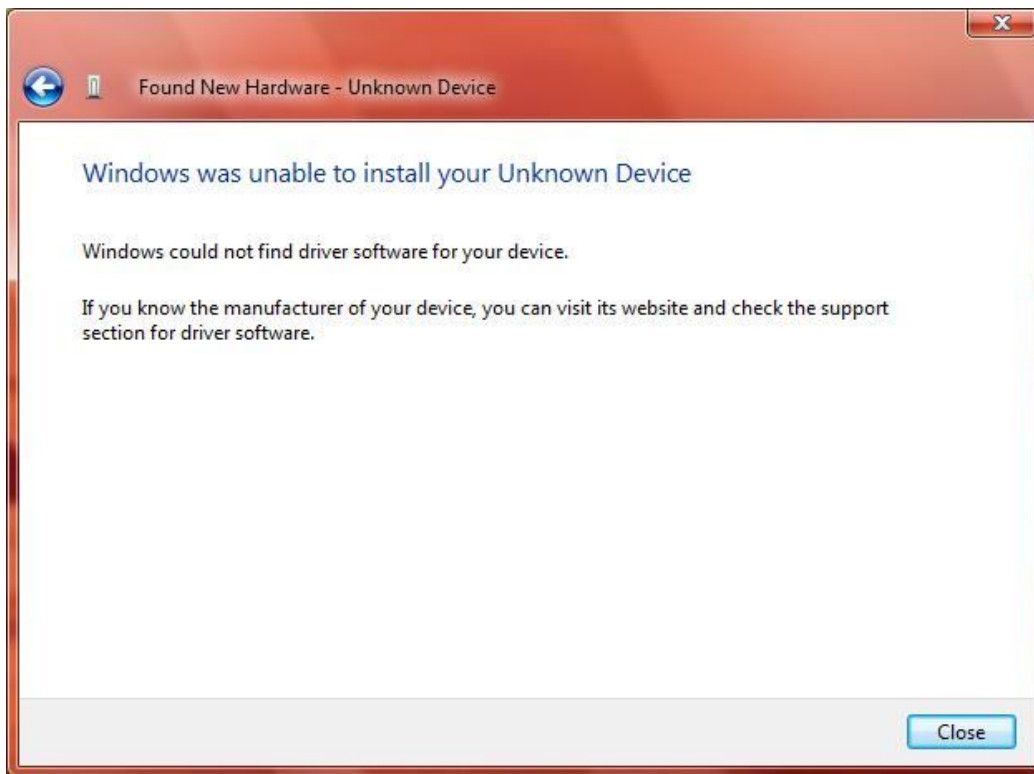 Found New Hardware - Unknown Device
Windows was unable to install your Unknown Device
Windows could not find driver software for your device.
If you know the manufacturer of your device, you can visit its website and check the support
section for driver software.
Close